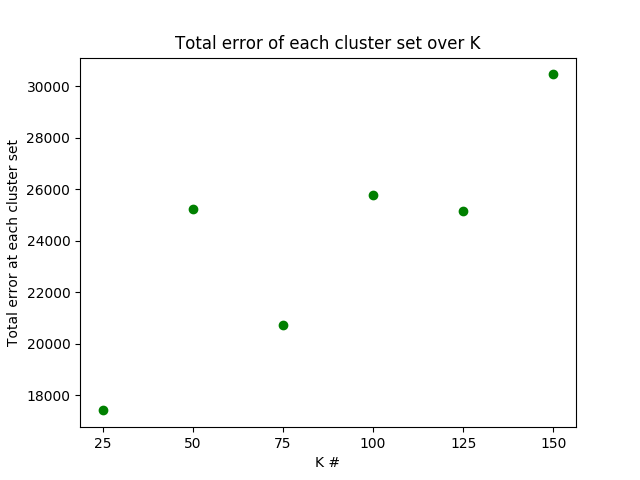 Total error of each cluster set over K
30000
28000
26000
24000
22000
20000
18000
Total error at each cluster set
25 50 75 100 125 150
K #